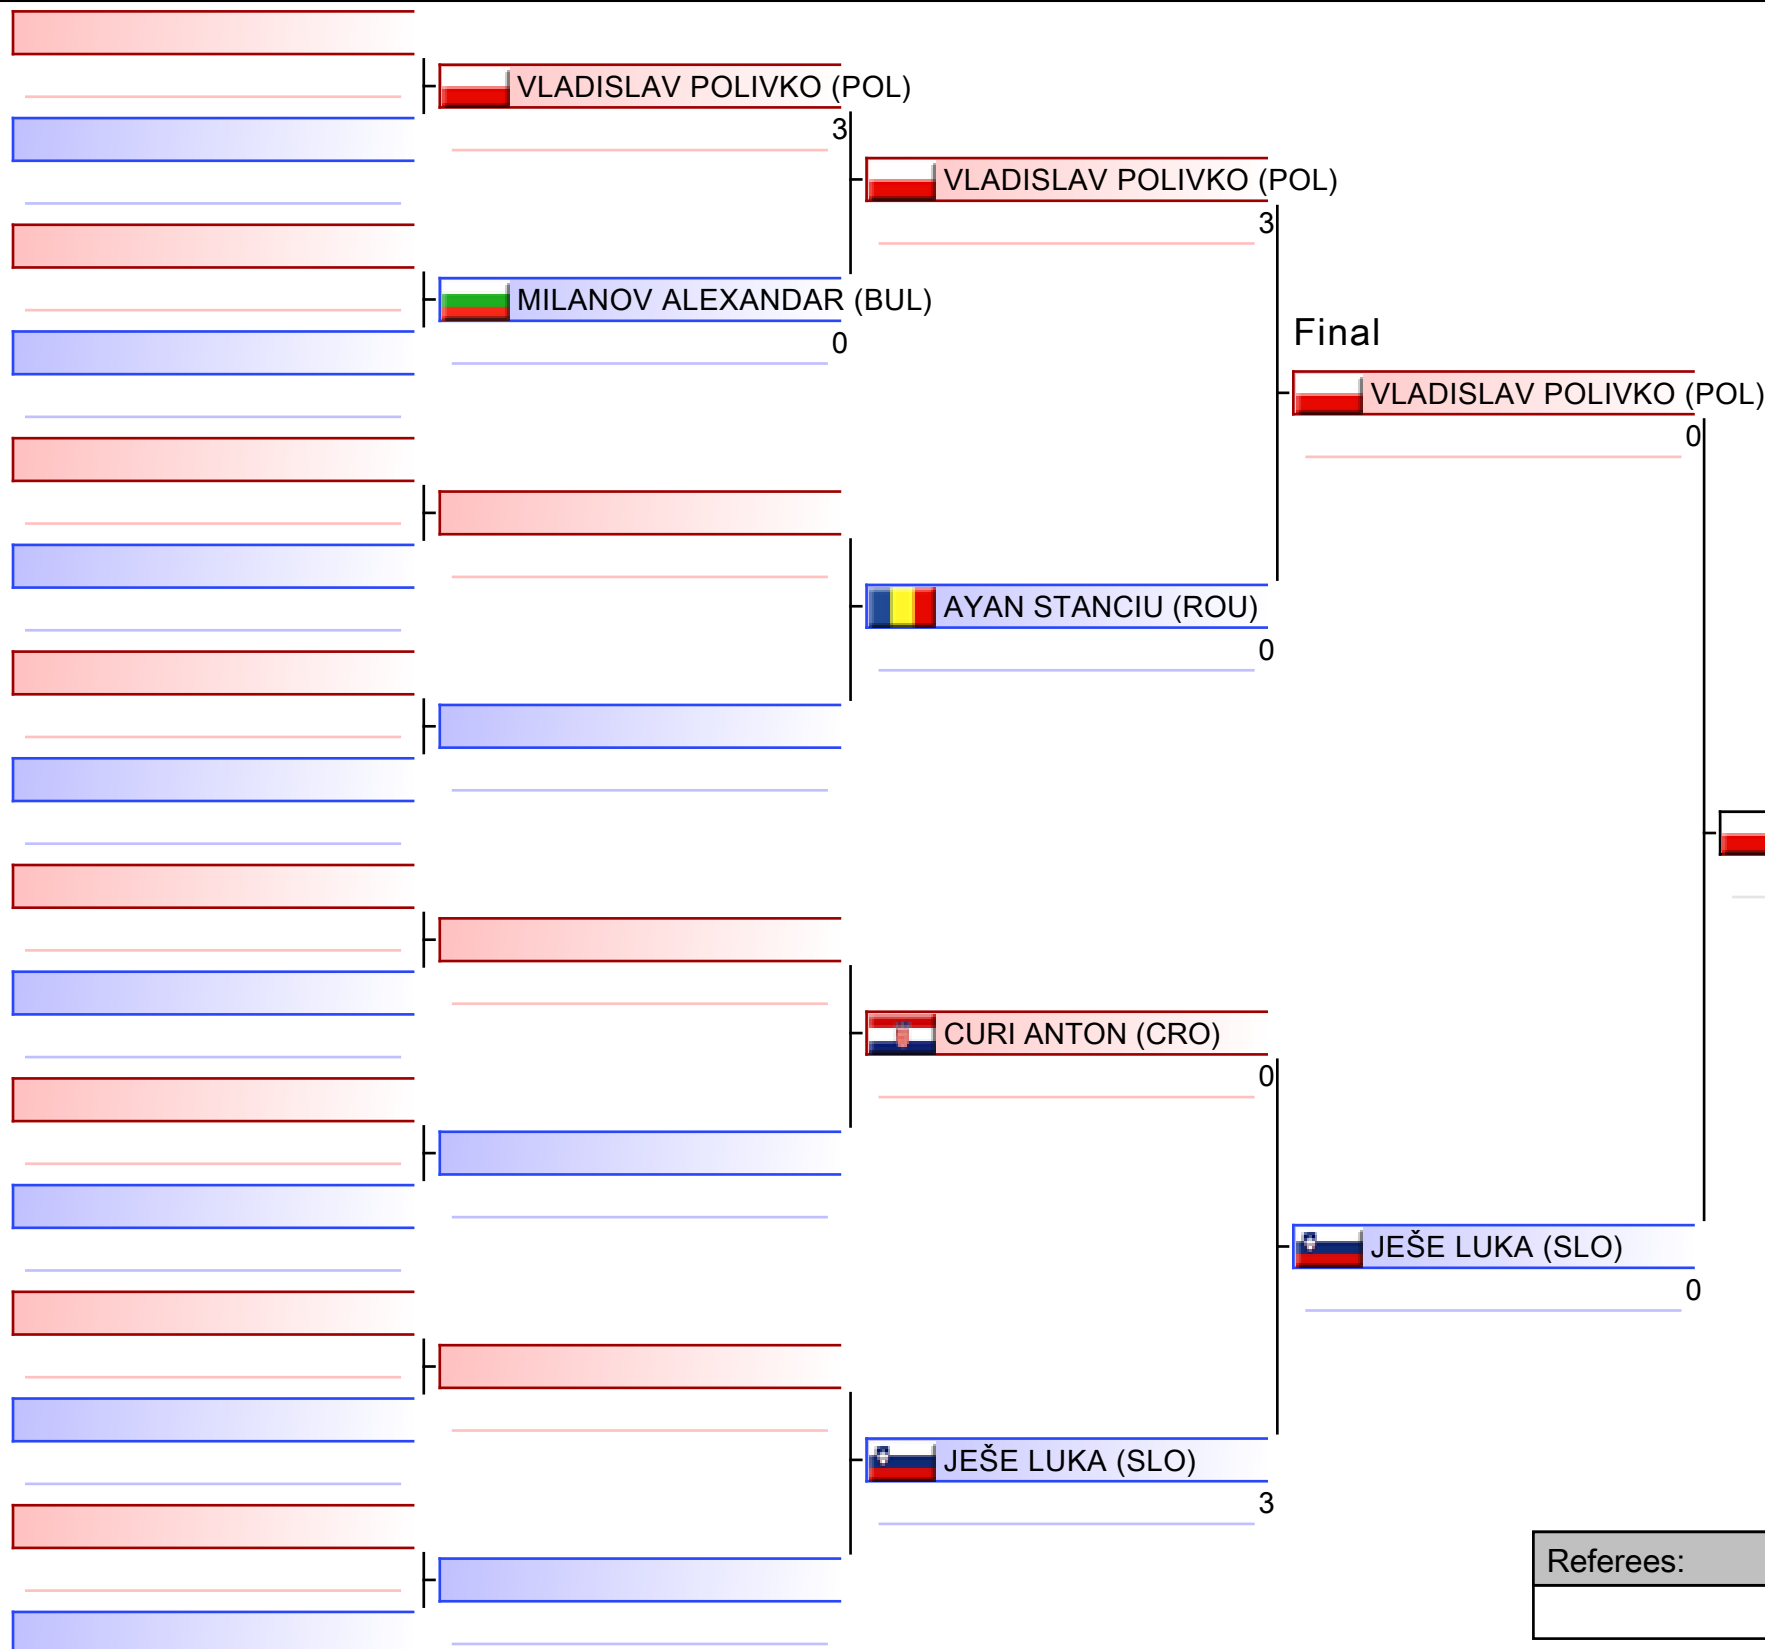 VLADISLAV POLIVKO (POL)
3
MILANOV ALEXANDAR (BUL)
0
VLADISLAV POLIVKO (POL)
3
AYAN STANCIU (ROU)
0
CURI ANTON (CRO)
0
JEŠE LUKA (SLO)
3
Final
VLADISLAV POLIVKO (POL)
0
JEŠE LUKA (SLO)
0
Referees: